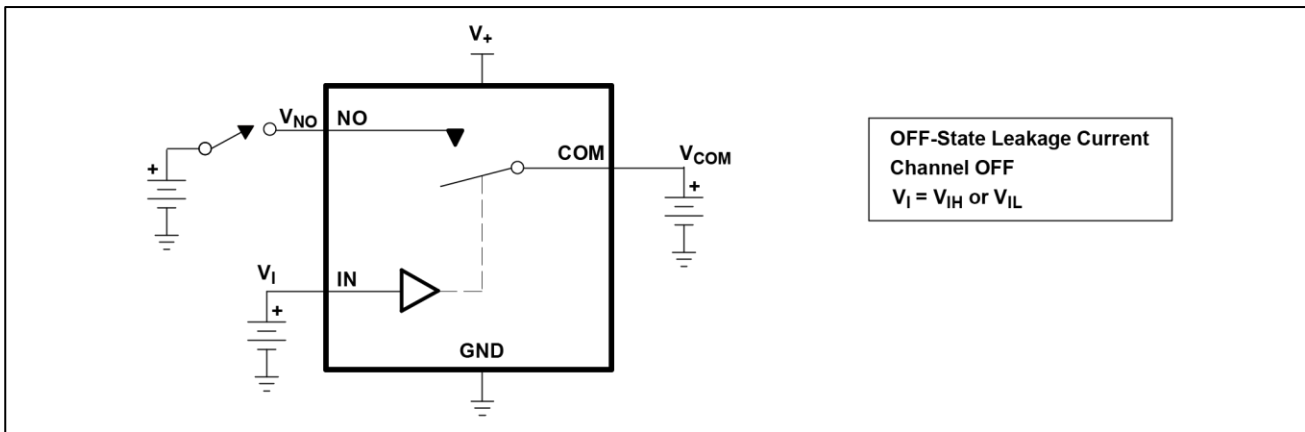 V+
VNO NO
COM VCOM
+
+
VI IN
+
GND
OFF-State Leakage Current
Channel OFF
VI = VIH or VIL